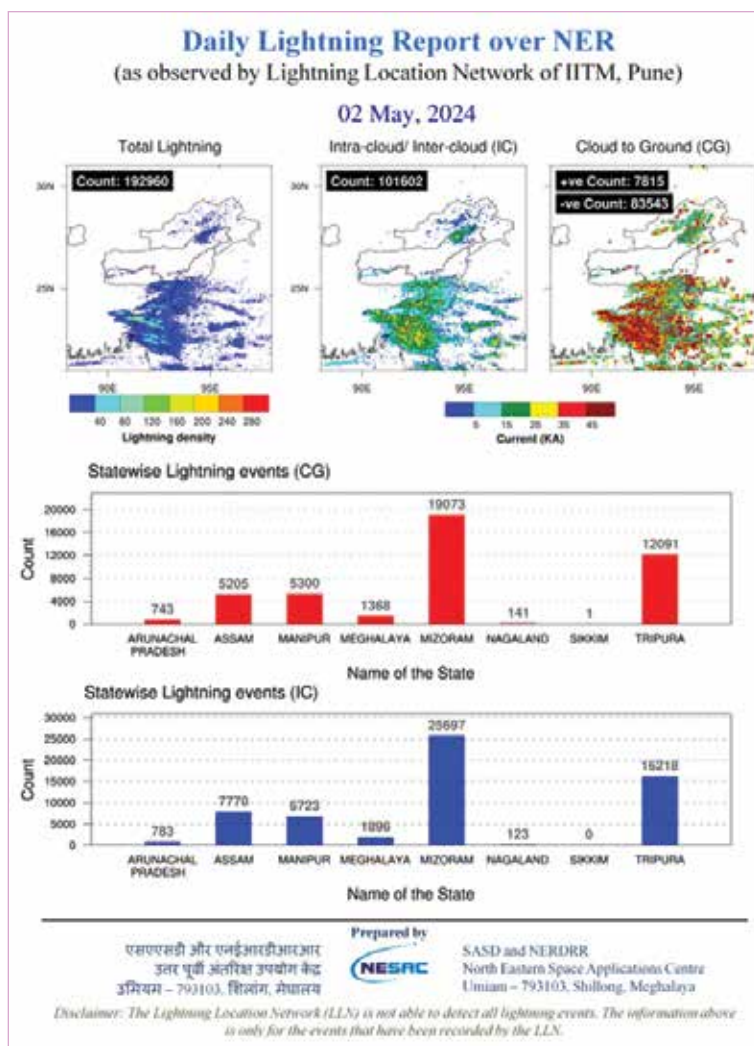 Daily Lightning Report over NER
(as observed by Lightning Location Network of IITM, Pune)
02 May, 2024
Total Lightning
Intra-cloud/ Inter-cloud (IC)
Cloud to Ground (CG)
30N
Count: 192960
Count: 101602
+ve Count: 7815
-ve Count: 83543
25N
90E 95E
90E 95E
90E 95E
40 80 120 160 200 240 280
Lightning density
5 15 25 35 45
Current (KA)
Statewise Lightning events (CG)
Count
20000
16000
12000
8000
4000
0
743
5205
5300
1368
19073
141
1
12091
ARUNACHAL PRADESH
ASSAM
MANIPUR
MEGHALAYA
MIZORAM
NAGALAND
SIKKIM
TRIPURA
Name of the State
Statewise Lightning events (IC)
Count
30000
25000
20000
15000
10000
5000
0
783
7770
6723
1896
25697
123
0
16218
ARUNACHAL PRADESH
ASSAM
MANIPUR
MEGHALAYA
MIZORAM
NAGALAND
SIKKIM
TRIPURA
Name of the State
Prepared by
एसएएसडी और एनईआरडीआरआर
उतर पूर्वी अंतरिक्ष उपयोग केंद्र
उमियम – 793103, शिलांग, मेघालय
NESAC
SASD and NERDRR
North Eastern Space Applications Centre
Umiam – 793103, Shillong, Meghalaya
Disclaimer: The Lightning Location Network (LLN) is not able to detect all lightning events. The information above
is only for the events that have been recorded by the LLN.